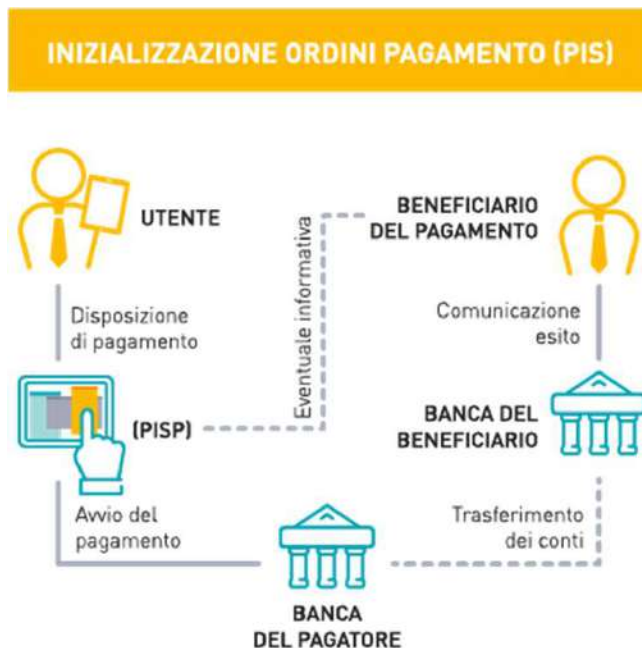 INIZIALIZZAZIONE ORDINI PAGAMENTO (PIS)
UTENTE
BENEFICIARIO
DEL PAGAMENTO
Eventuale informativa
Disposizione
di pagamento
Comunicazione
esito
(PISP)
BANCA DEL
BENEFICIARIO
Avvio del
pagamento
Trasferimento
dei conti
BANCA
DEL PAGATORE